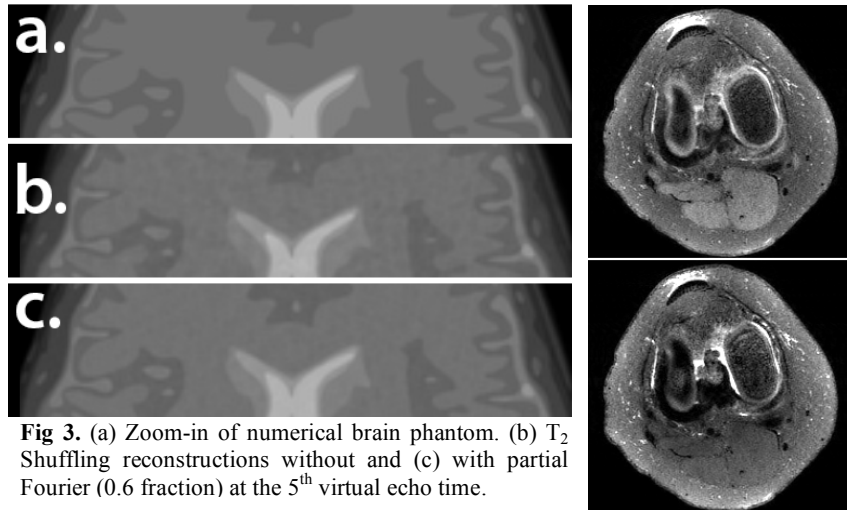 a.
b.
c.
Fig 3. (a) Zoom-in of numerical brain phantom. (b) T₂
Shuffling reconstructions without and (c) with partial
Fourier (0.6 fraction) at the 5ᵗʰ virtual echo time.